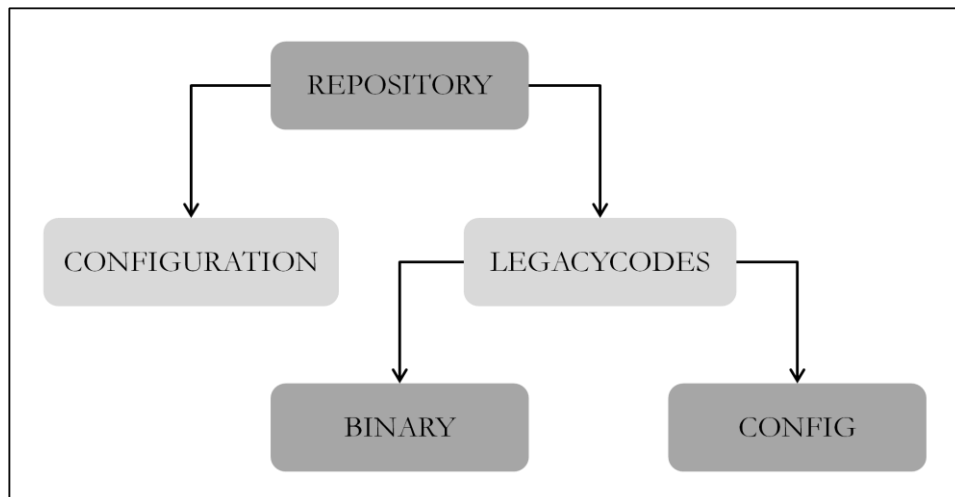 REPOSITORY
CONFIGURATION
LEGACYCODES
BINARY
CONFIG